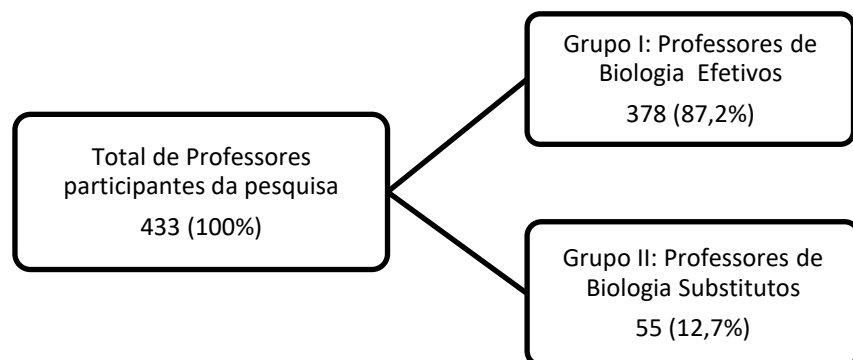 Total de Professores
participantes da pesquisa
433 (100%)
Grupo I: Professores de
Biologia Efetivos
378 (87,2%)
Grupo II: Professores de
Biologia Substitutos
55 (12,7%)